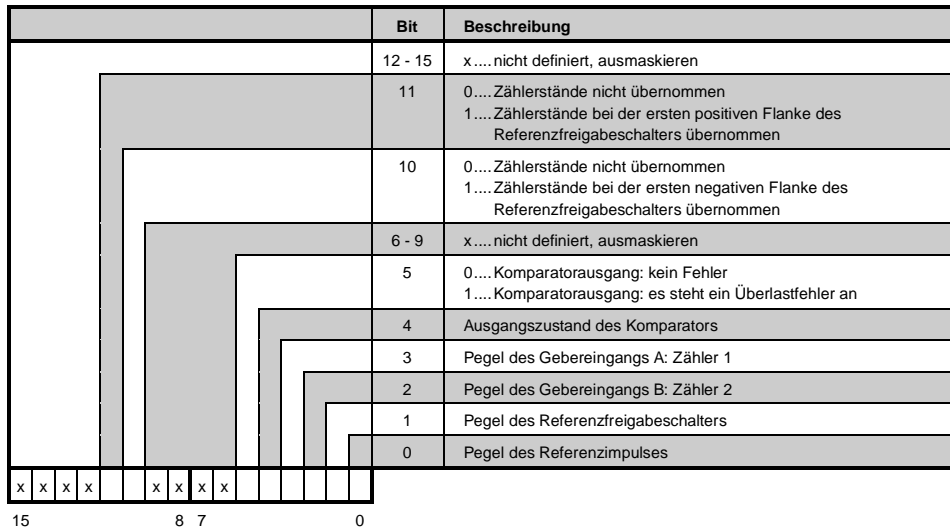 Bit Beschreibung
12 - 15 x....nicht definiert, ausmaskieren
11 0....Zählerstände nicht übernommen
1....Zählerstände bei der ersten positiven Flanke des
Referenzfreigabeschalters übernommen
10 0....Zählerstände nicht übernommen
1....Zählerstände bei der ersten negativen Flanke des
Referenzfreigabeschalters übernommen
6 - 9 x....nicht definiert, ausmaskieren
5 0....Komparatorausgang: kein Fehler
1....Komparatorausgang: es steht ein Überlastfehler an
4 Ausgangszustand des Komparators
3 Pegel des Gebereingangs A: Zähler 1
2 Pegel des Gebereingangs B: Zähler 2
1 Pegel des Referenzfreigabeschalters
0 Pegel des Referenzimpulses
x x x x x x x x
15 8 7 0